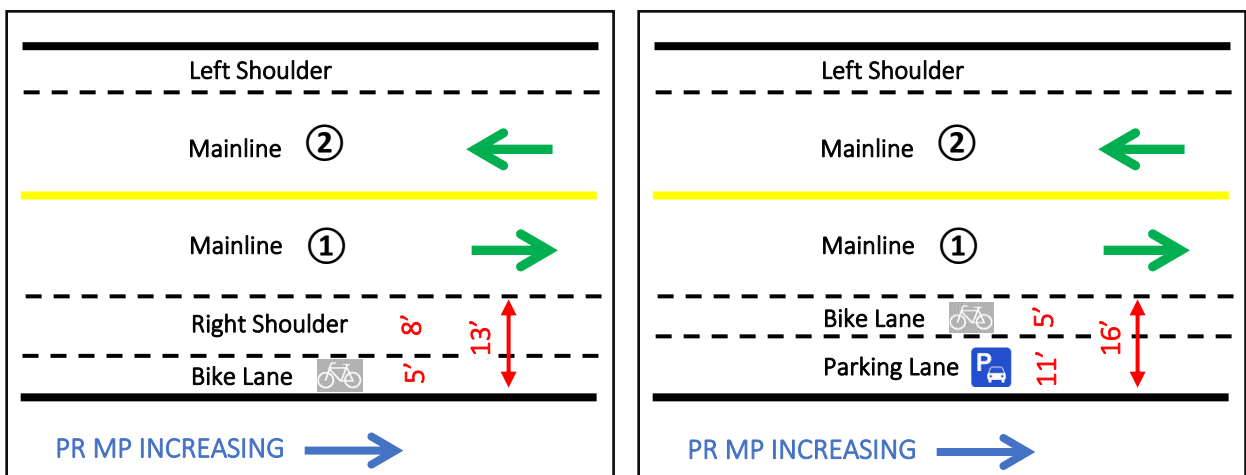 Left Shoulder
Mainline ②
Mainline ①
Right Shoulder 8’
13’
Bike Lane 5’
PR MP INCREASING
Left Shoulder
Mainline ②
Mainline ①
Bike Lane 5’
16’
Parking Lane P 11’
PR MP INCREASING